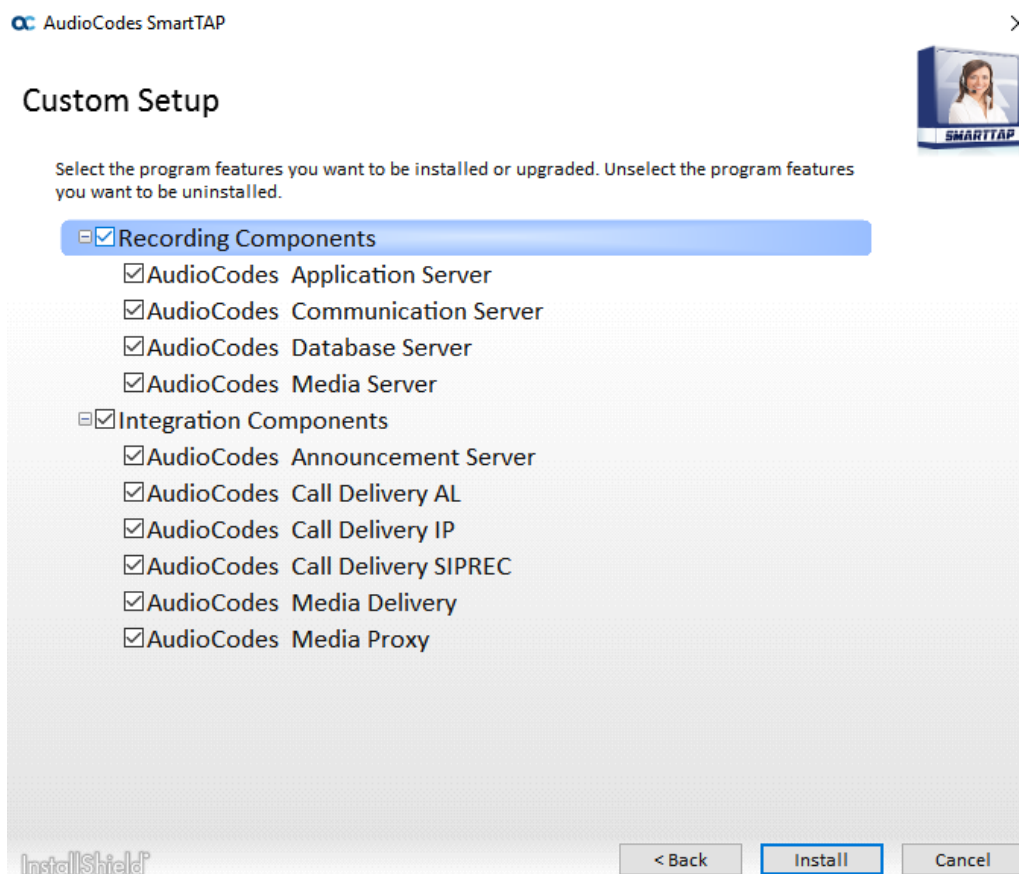 AudioCodes SmartTAP
SMARTTAP
Custom Setup
Select the program features you want to be installed or upgraded. Unselect the program features
you want to be uninstalled.
Recording Components
AudioCodes Application Server
AudioCodes Communication Server
AudioCodes Database Server
AudioCodes Media Server
Integration Components
AudioCodes Announcement Server
AudioCodes Call Delivery AL
AudioCodes Call Delivery IP
AudioCodes Call Delivery SIPREC
AudioCodes Media Delivery
AudioCodes Media Proxy
InstallShield
< Back
Install
Cancel